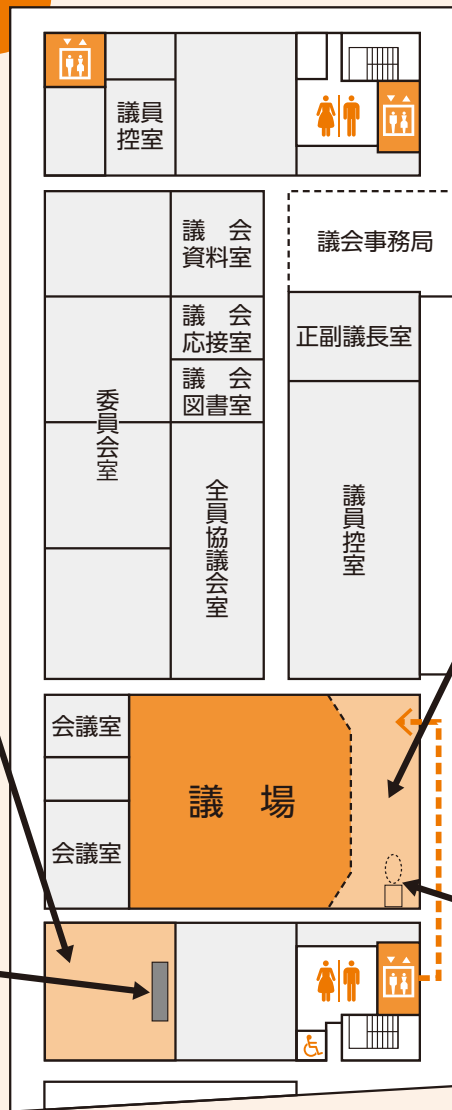 議員
控室
議　会
資料室
議会事務局
議　会
応接室
正副議長室
議　会
図書室
委員会室
全員協議会室
議員控室
会議室
議　場
会議室